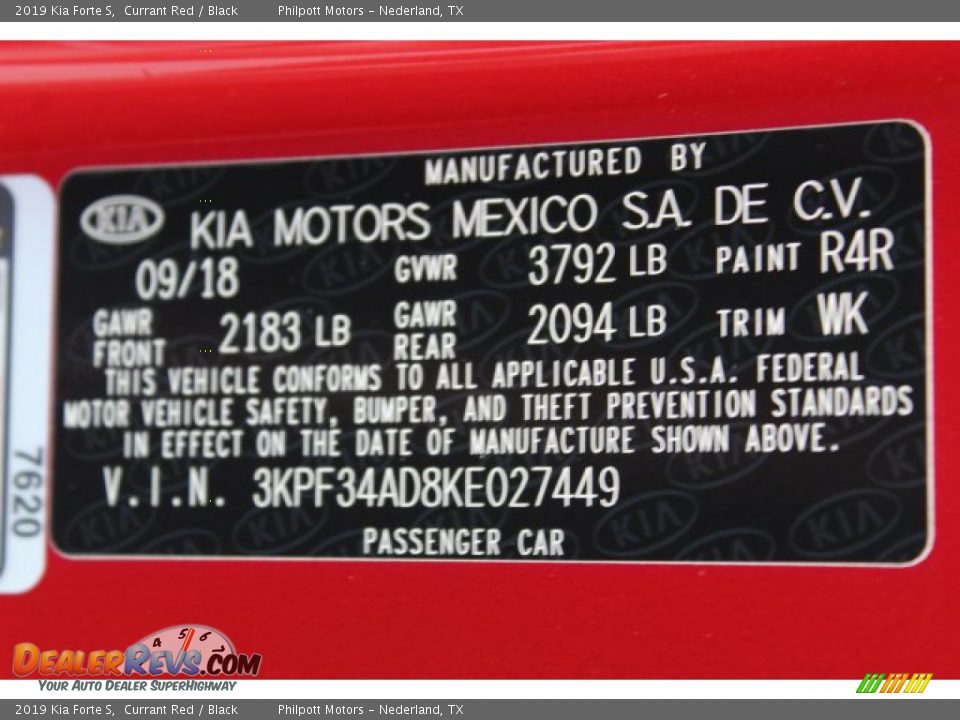 2019 Kia Forte S,  Currant Red / Black          Philpott Motors - Nederland, TX
MANUFACTURED BY
KIA KIA MOTORS MEXICO S.A. DE C.V.
09/18 GVWR 3792 LB PAINT R4R
GAWR FRONT 2183 LB GAWR REAR 2094 LB TRIM WK
THIS VEHICLE CONFORMS TO ALL APPLICABLE U.S.A. FEDERAL
MOTOR VEHICLE SAFETY, BUMPER, AND THEFT PREVENTION STANDARDS
IN EFFECT ON THE DATE OF MANUFACTURE SHOWN ABOVE.
V.I.N. 3KPF34AD8KE027449
PASSENGER CAR
7620
4 5 6 7
DEALERREVS.COM
YOUR AUTO DEALER SUPERHIGHWAY
2019 Kia Forte S,  Currant Red / Black          Philpott Motors - Nederland, TX